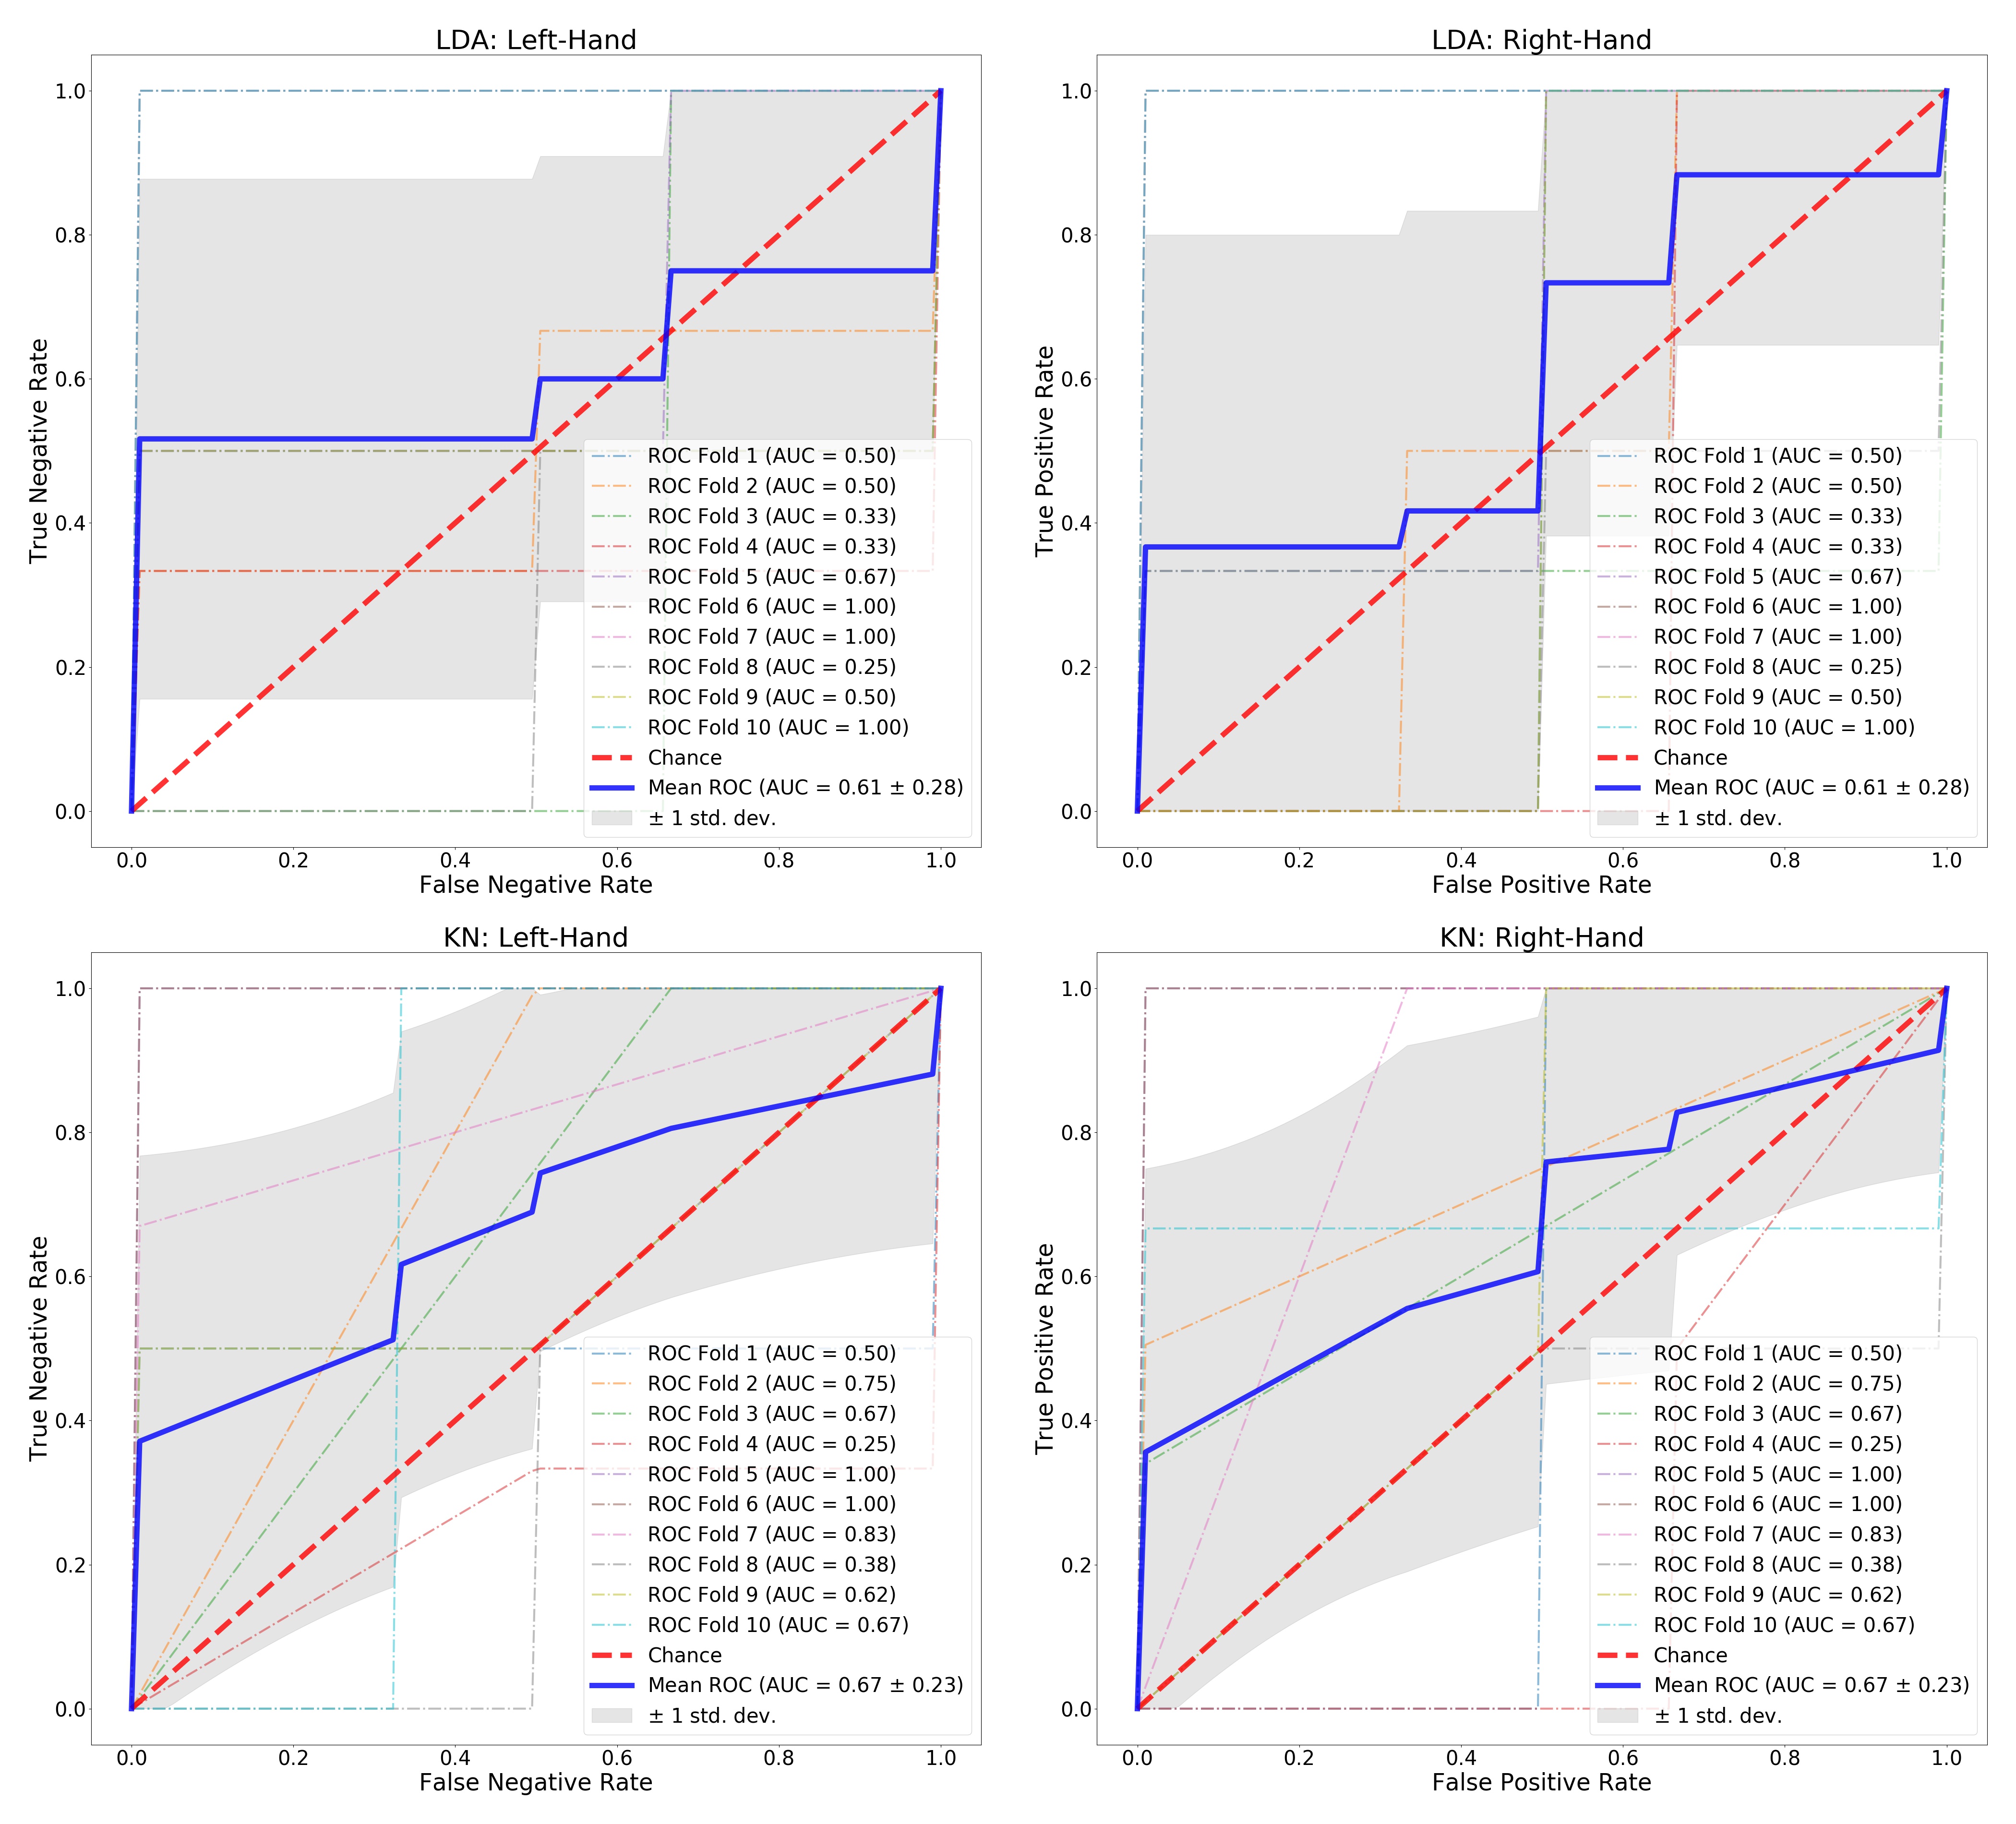 LDA: Left-Hand
True Negative Rate
1.0
0.8
0.6
0.4
0.2
0.0
ROC Fold 1 (AUC = 0.50)
ROC Fold 2 (AUC = 0.50)
ROC Fold 3 (AUC = 0.33)
ROC Fold 4 (AUC = 0.33)
ROC Fold 5 (AUC = 0.67)
ROC Fold 6 (AUC = 1.00)
ROC Fold 7 (AUC = 1.00)
ROC Fold 8 (AUC = 0.25)
ROC Fold 9 (AUC = 0.50)
ROC Fold 10 (AUC = 1.00)
Chance
Mean ROC (AUC = 0.61 ± 0.28)
± 1 std. dev.
0.0 0.2 0.4 0.6 0.8 1.0
False Negative Rate
LDA: Right-Hand
True Positive Rate
1.0
0.8
0.6
0.4
0.2
0.0
ROC Fold 1 (AUC = 0.50)
ROC Fold 2 (AUC = 0.50)
ROC Fold 3 (AUC = 0.33)
ROC Fold 4 (AUC = 0.33)
ROC Fold 5 (AUC = 0.67)
ROC Fold 6 (AUC = 1.00)
ROC Fold 7 (AUC = 1.00)
ROC Fold 8 (AUC = 0.25)
ROC Fold 9 (AUC = 0.50)
ROC Fold 10 (AUC = 1.00)
Chance
Mean ROC (AUC = 0.61 ± 0.28)
± 1 std. dev.
0.0 0.2 0.4 0.6 0.8 1.0
False Positive Rate
KN: Left-Hand
True Negative Rate
1.0
0.8
0.6
0.4
0.2
0.0
ROC Fold 1 (AUC = 0.50)
ROC Fold 2 (AUC = 0.75)
ROC Fold 3 (AUC = 0.67)
ROC Fold 4 (AUC = 0.25)
ROC Fold 5 (AUC = 1.00)
ROC Fold 6 (AUC = 1.00)
ROC Fold 7 (AUC = 0.83)
ROC Fold 8 (AUC = 0.38)
ROC Fold 9 (AUC = 0.62)
ROC Fold 10 (AUC = 0.67)
Chance
Mean ROC (AUC = 0.67 ± 0.23)
± 1 std. dev.
0.0 0.2 0.4 0.6 0.8 1.0
False Negative Rate
KN: Right-Hand
True Positive Rate
1.0
0.8
0.6
0.4
0.2
0.0
ROC Fold 1 (AUC = 0.50)
ROC Fold 2 (AUC = 0.75)
ROC Fold 3 (AUC = 0.67)
ROC Fold 4 (AUC = 0.25)
ROC Fold 5 (AUC = 1.00)
ROC Fold 6 (AUC = 1.00)
ROC Fold 7 (AUC = 0.83)
ROC Fold 8 (AUC = 0.38)
ROC Fold 9 (AUC = 0.62)
ROC Fold 10 (AUC = 0.67)
Chance
Mean ROC (AUC = 0.67 ± 0.23)
± 1 std. dev.
0.0 0.2 0.4 0.6 0.8 1.0
False Positive Rate